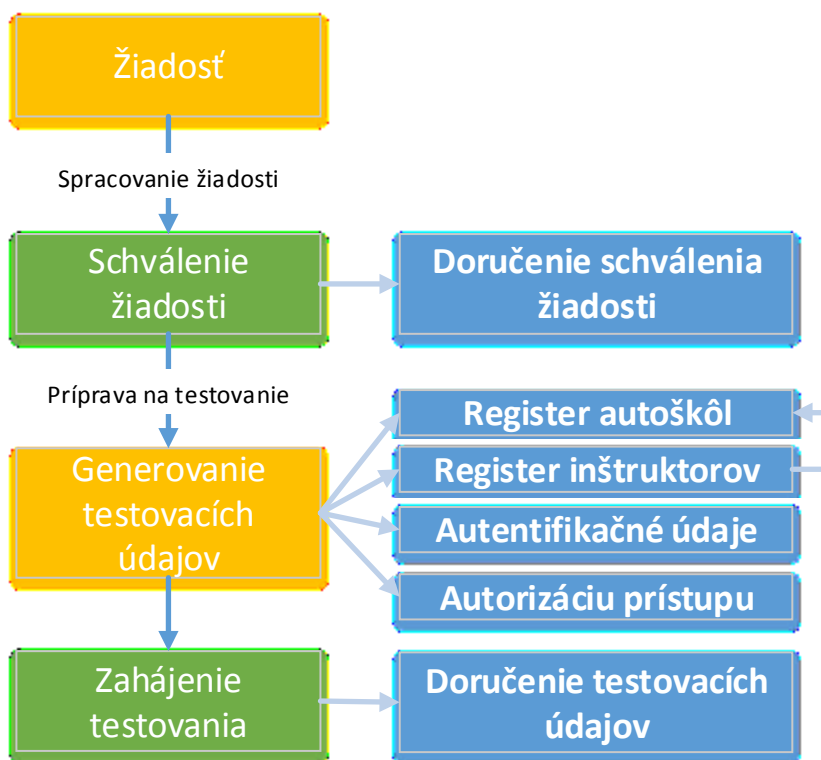 Žiadosť
Spracovanie žiadosti
Schválenie
žiadosti
Doručenie schválenia
žiadosti
Príprava na testovanie
Register autoškôl
Register inštruktorov
Generovanie
testovacích
údajov
Autentifikačné údaje
Autorizáciu prístupu
Zahájenie
testovania
Doručenie testovacích
údajov